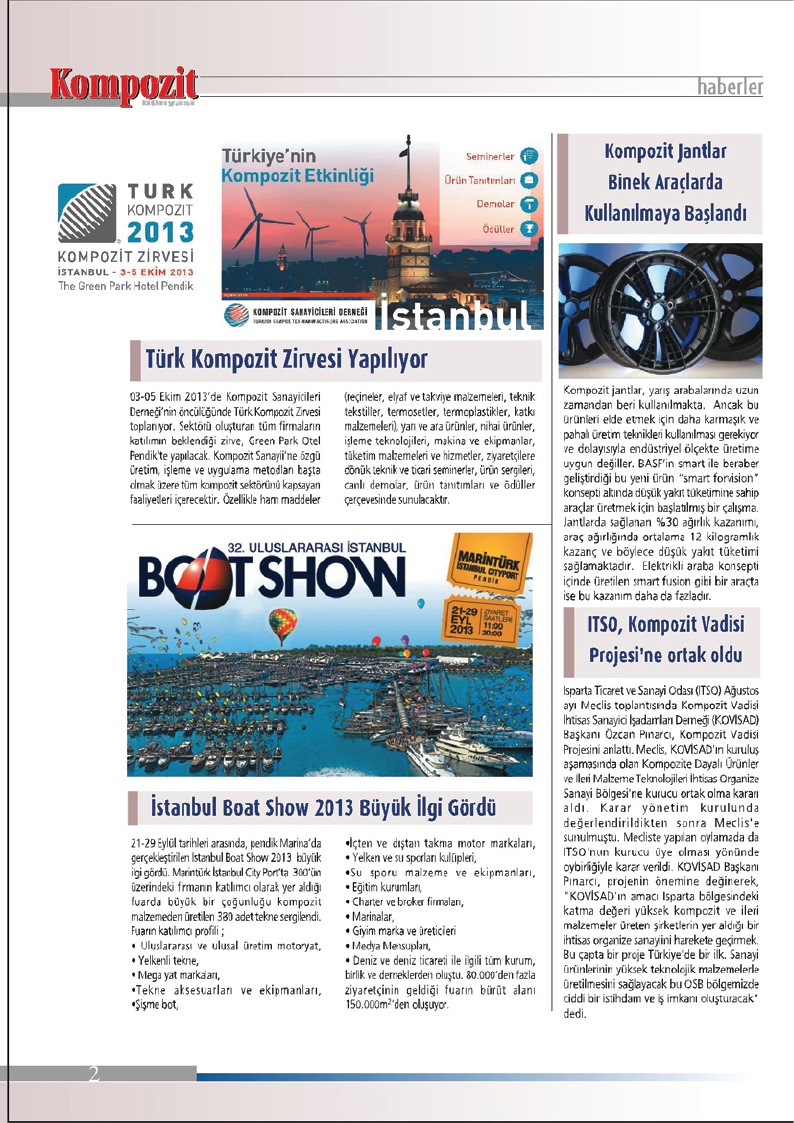 Kompozit
dünyası
haberler
TURK
KOMPOZIT
2013
KOMPOZİT ZİRVESİ
İSTANBUL - 3-5 EKİM 2013
The Green Park Hotel Pendik
Türkiye'nin
Kompozit Etkinliği
Seminerler
Ürün Tanıtımları
Demolar
Ödüller
KOMPOZİT SANAYİCİLERİ DERNEĞİ
TURKISH COMPOSITES MANUFACTURERS ASSOCIATION
İstanbul
Türk Kompozit Zirvesi Yapılıyor
03-05 Ekim 2013'de Kompozit Sanayicileri
Derneği'nin öncülüğünde Türk Kompozit Zirvesi
toplanıyor. Sektörü oluşturan tüm firmaların
katılımın beklendiği zirve, Green Park Otel
Pendik'te yapılacak. Kompozit Sanayii'ne özgü
üretim, işleme ve uygulama metodları başta
olmak üzere tüm kompozit sektörünü kapsayan
faaliyetleri içerecektir. Özellikle ham maddeler
(reçineler, elyaf ve takviye malzemeleri, teknik
tekstiller, termosetler, termoplastikler, katkı
malzemeleri), yarı ve ara ürünler, nihai ürünler,
işleme teknolojileri, makina ve ekipmanlar,
tüketim malzemeleri ve hizmetler, ziyaretçilere
dönük teknik ve ticari seminerler, ürün sergileri,
canlı demolar, ürün tanıtımları ve ödüller
çerçevesinde sunulacaktır.
32. ULUSLARARASI İSTANBUL
BOAT SHOW
MARİNTÜRK
İSTANBUL CITYPORT
PENDİK
21-29
EYL
2013
ZİYARET
SAATLERİ
11:00
20:00
İstanbul Boat Show 2013 Büyük İlgi Gördü
21-29 Eylül tarihleri arasında, pendik Marina'da
gerçekleştirilen İstanbul Boat Show 2013 büyük
ilgi gördü. Marintürk İstanbul City Port'ta 300'ün
üzerindeki firmanın katılımcı olarak yer aldığı
fuarda büyük bir çoğunluğu kompozit
malzemeden üretilen 380 adet tekne sergilendi.
Fuarın katılımcı profili ;
• Uluslararası ve ulusal üretim motoryat,
• Yelkenli tekne,
• Mega yat markaları,
•Tekne aksesuarları ve ekipmanları,
•Şişme bot,
•İçten ve dıştan takma motor markaları,
• Yelken ve su sporları kulüpleri,
•Su sporu malzeme ve ekipmanları,
• Eğitim kurumları,
• Charter ve broker firmaları,
• Marinalar,
• Giyim marka ve üreticileri
• Medya Mensupları,
• Deniz ve deniz ticareti ile ilgili tüm kurum,
birlik ve derneklerden oluştu. 80.000'den fazla
ziyaretçinin geldiği fuarın bürüt alanı
150.000m²'den oluşuyor.
Kompozit Jantlar
Binek Araçlarda
Kullanılmaya Başlandı
Kompozit jantlar, yarış arabalarında uzun
zamandan beri kullanılmakta. Ancak bu
ürünleri elde etmek için daha karmaşık ve
pahalı üretim teknikleri kullanılması gerekiyor
ve dolayısıyla endüstriyel ölçekte üretime
uygun değiller. BASF'in smart ile beraber
geliştirdiği bu yeni ürün "smart forvision"
konsepti altında düşük yakıt tüketimine sahip
araçlar üretmek için başlatılmış bir çalışma.
Jantlarda sağlanan %30 ağırlık kazanımı,
araç ağırlığında ortalama 12 kilogramlık
kazanç ve böylece düşük yakıt tüketimi
sağlamaktadır. Elektrikli araba konsepti
içinde üretilen smart fusion gibi bir araçta
ise bu kazanım daha da fazladır.
ITSO, Kompozit Vadisi
Projesi'ne ortak oldu
Isparta Ticaret ve Sanayi Odası (ITSO) Ağustos
ayı Meclis toplantısında Kompozit Vadisi
İhtisas Sanayici İşadamları Derneği (KOVİSAD)
Başkanı Özcan Pınarcı, Kompozit Vadisi
Projesini anlattı. Meclis, KOVİSAD'ın kuruluş
aşamasında olan Kompozite Dayalı Ürünler
ve İleri Malzeme Teknolojileri İhtisas Organize
Sanayi Bölgesi'ne kurucu ortak olma kararı
aldı. Karar yönetim kurulunda
değerlendirildikten sonra Meclis'e
sunulmuştu. Mecliste yapılan oylamada da
ITSO'nun kurucu üye olması yönünde
oybirliğiyle karar verildi. KOVİSAD Başkanı
Pınarcı, projenin önemine değinerek,
"KOVİSAD'ın amacı Isparta bölgesindeki
katma değeri yüksek kompozit ve ileri
malzemeler üreten şirketlerin yer aldığı bir
ihtisas organize sanayini harekete geçirmek.
Bu çapta bir proje Türkiye'de bir ilk. Sanayi
ürünlerinin yüksek teknolojik malzemelerle
üretilmesini sağlayacak bu OSB bölgemizde
ciddi bir istihdam ve iş imkanı oluşturacak"
dedi.
2